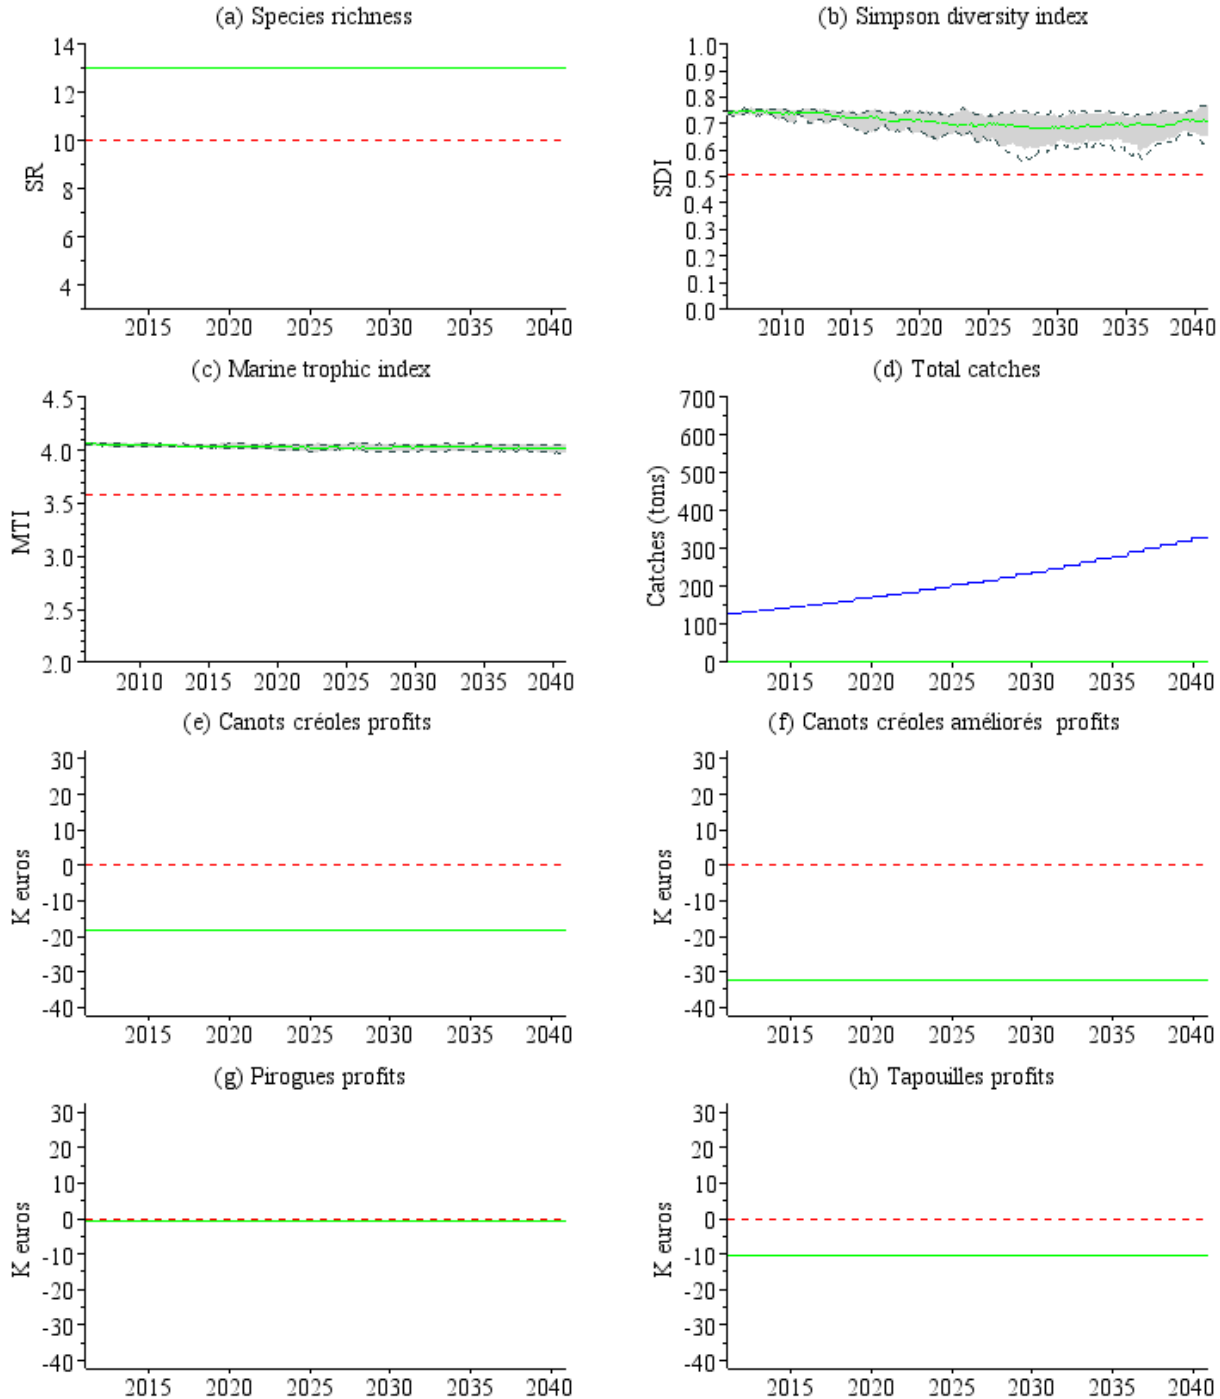 (a) Species richness
SR
14
12
10
8
6
4
2015 2020 2025 2030 2035 2040
(b) Simpson diversity index
SDI
1.0
0.9
0.8
0.7
0.6
0.5
0.4
0.3
0.2
0.1
0.0
2010 2015 2020 2025 2030 2035 2040
(c) Marine trophic index
MTI
4.5
4.0
3.5
3.0
2.5
2.0
2010 2015 2020 2025 2030 2035 2040
(d) Total catches
Catches (tons)
700
600
500
400
300
200
100
0
2015 2020 2025 2030 2035 2040
(e) Canots créoles profits
K euros
30
20
10
0
-10
-20
-30
-40
2015 2020 2025 2030 2035 2040
(f) Canots créoles améliorés profits
K euros
30
20
10
0
-10
-20
-30
-40
2015 2020 2025 2030 2035 2040
(g) Pirogues profits
K euros
30
20
10
0
-10
-20
-30
-40
2015 2020 2025 2030 2035 2040
(h) Tapouilles profits
K euros
30
20
10
0
-10
-20
-30
-40
2015 2020 2025 2030 2035 2040